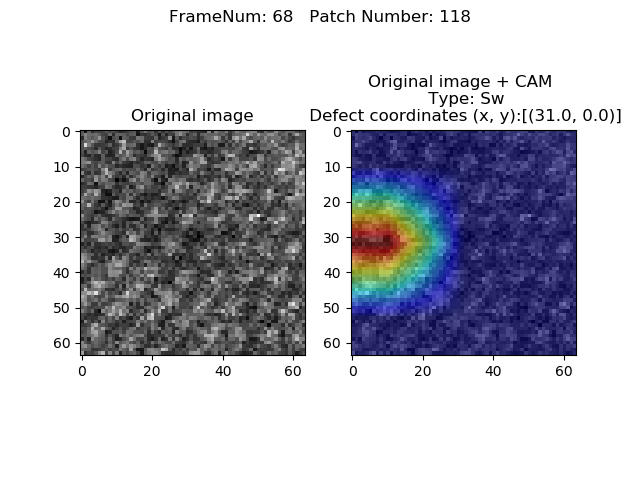 FrameNum: 68   Patch Number: 118
Original image
Original image + CAM
Type: Sw
Defect coordinates (x, y):[(31.0, 0.0)]
0
10
20
30
40
50
60
0 20 40 60
0
10
20
30
40
50
60
0 20 40 60